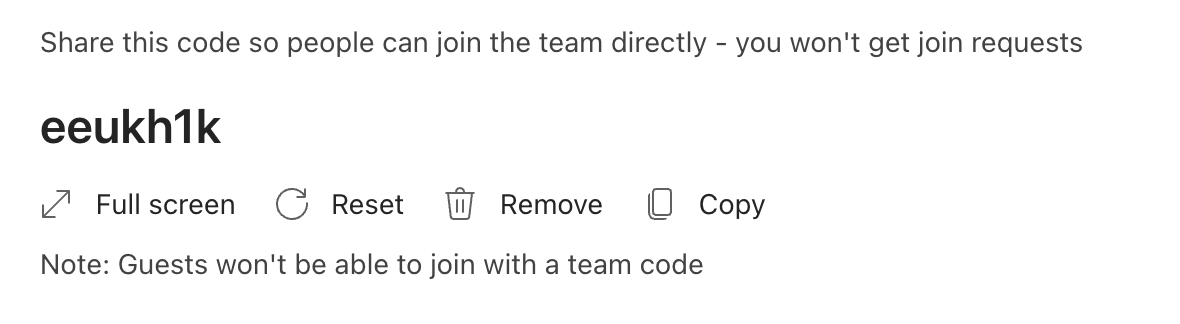 Share this code so people can join the team directly - you won't get join requests
eeukh1k
Full screen Reset Remove Copy
Note: Guests won't be able to join with a team code